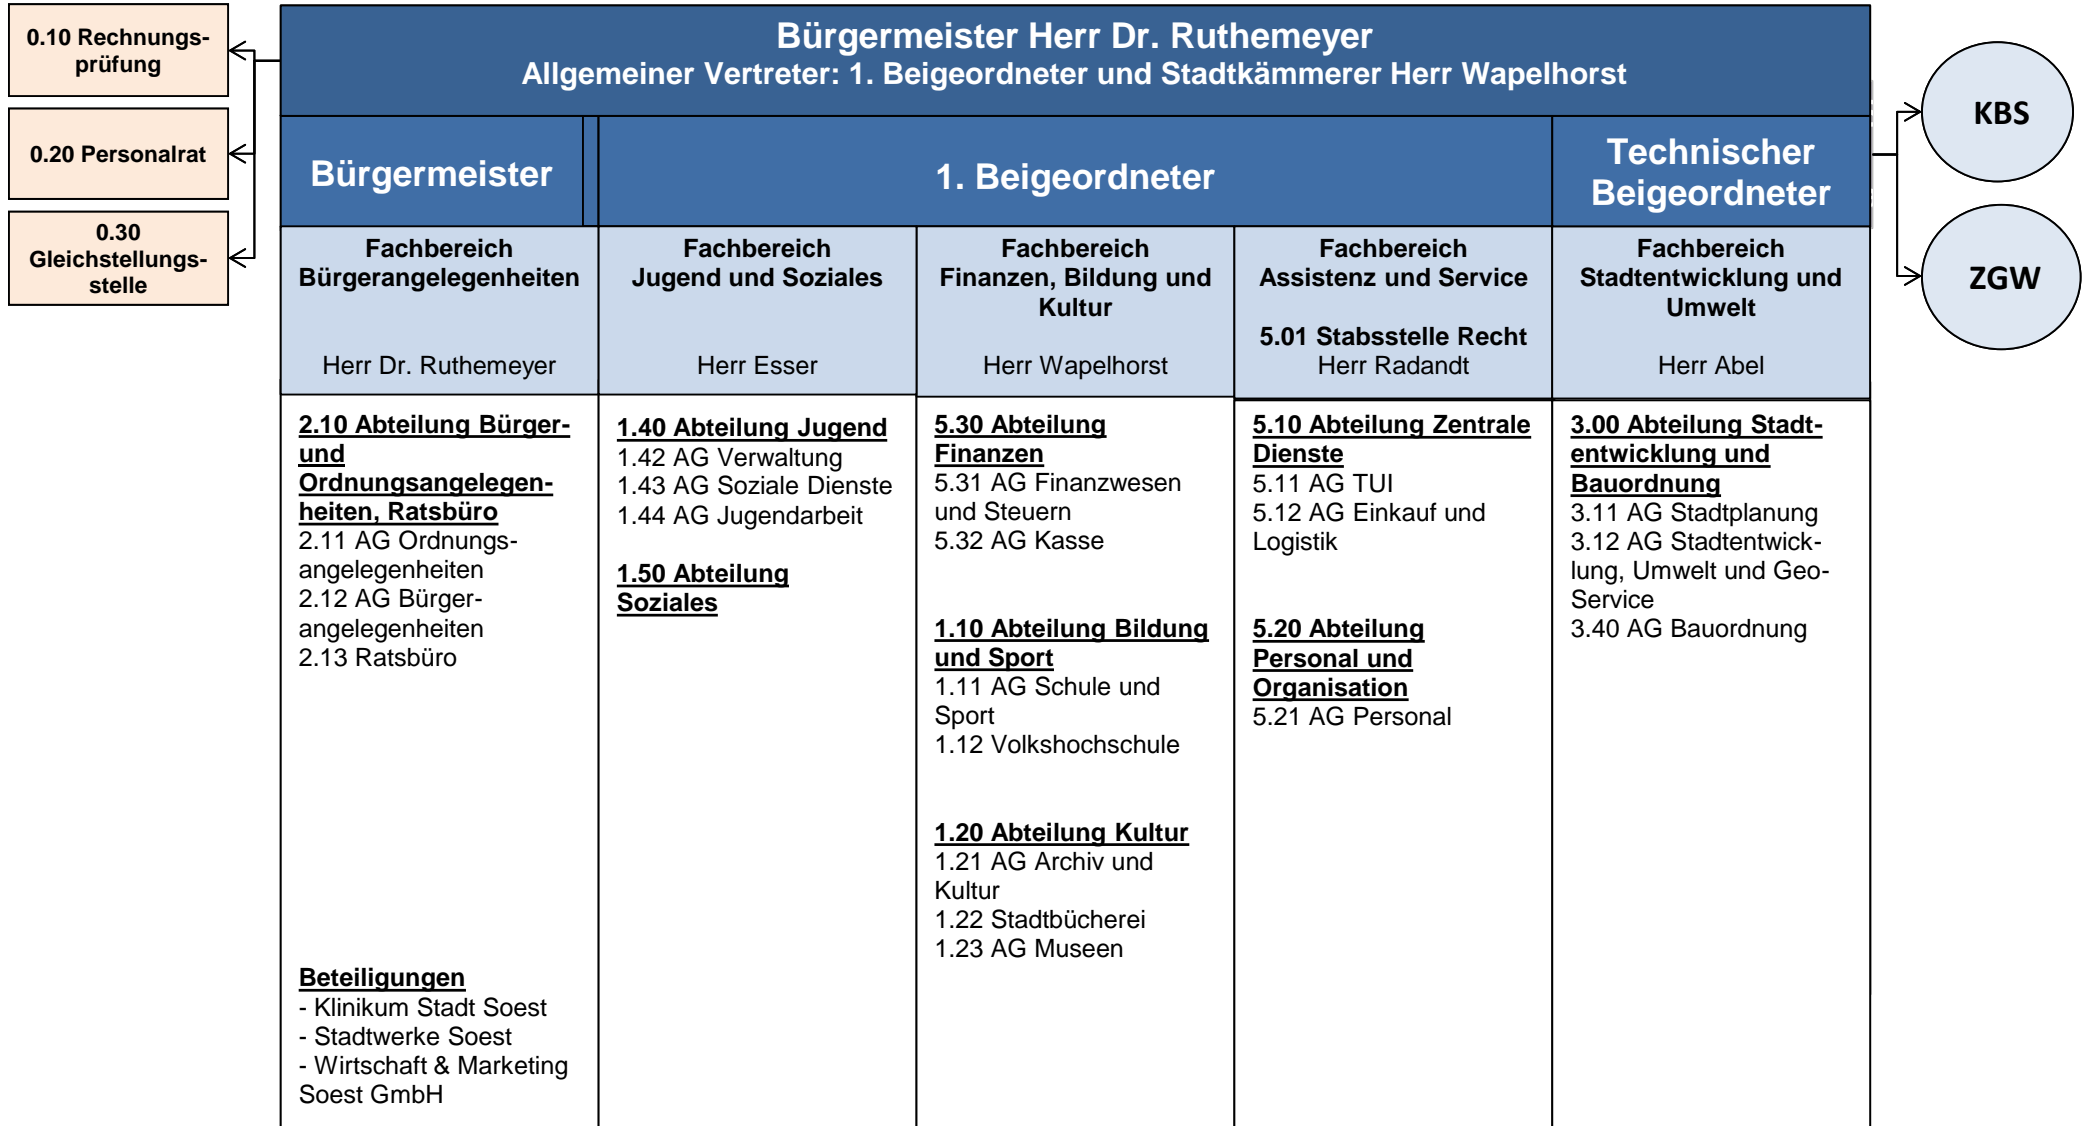 0.10 Rechnungs-
prüfung
0.20 Personalrat
0.30
Gleichstellungs-
stelle
Bürgermeister Herr Dr. Ruthemeyer
Allgemeiner Vertreter: 1. Beigeordneter und Stadtkämmerer Herr Wapelhorst
KBS
ZGW
Bürgermeister
1. Beigeordneter
Technischer
Beigeordneter
Fachbereich
Bürgerangelegenheiten
Herr Dr. Ruthemeyer
Fachbereich
Jugend und Soziales
Herr Esser
Fachbereich
Finanzen, Bildung und
Kultur
Herr Wapelhorst
Fachbereich
Assistenz und Service
5.01 Stabsstelle Recht
Herr Radandt
Fachbereich
Stadtentwicklung und
Umwelt
Herr Abel
2.10 Abteilung Bürger-
und
Ordnungsangelegen-
heiten, Ratsbüro
2.11 AG Ordnungs-
angelegenheiten
2.12 AG Bürger-
angelegenheiten
2.13 Ratsbüro
Beteiligungen
- Klinikum Stadt Soest
- Stadtwerke Soest
- Wirtschaft & Marketing
Soest GmbH
1.40 Abteilung Jugend
1.42 AG Verwaltung
1.43 AG Soziale Dienste
1.44 AG Jugendarbeit
1.50 Abteilung
Soziales
5.30 Abteilung
Finanzen
5.31 AG Finanzwesen
und Steuern
5.32 AG Kasse
1.10 Abteilung Bildung
und Sport
1.11 AG Schule und
Sport
1.12 Volkshochschule
1.20 Abteilung Kultur
1.21 AG Archiv und
Kultur
1.22 Stadtbücherei
1.23 AG Museen
5.10 Abteilung Zentrale
Dienste
5.11 AG TUI
5.12 AG Einkauf und
Logistik
5.20 Abteilung
Personal und
Organisation
5.21 AG Personal
3.00 Abteilung Stadt-
entwicklung und
Bauordnung
3.11 AG Stadtplanung
3.12 AG Stadtentwick-
lung, Umwelt und Geo-
Service
3.40 AG Bauordnung